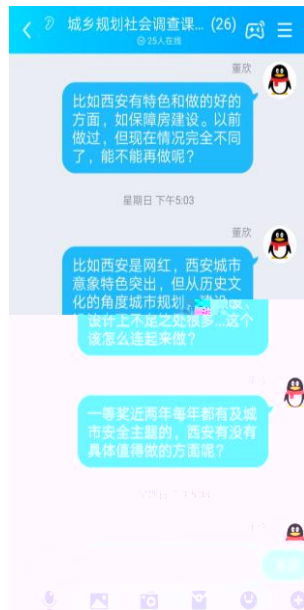 城乡规划社会调查课... (26)
25人在线
董欣
比如西安有特色和做的好的
方面，如保障房建设。以前
做过，但现在情况完全不同
了，能不能再做呢？
星期日 下午5:03
董欣
比如西安是网红，西安城市
意象特色突出，但从历史文
化的角度城市规划
设计上不足之处很多...这个
该怎么连起来做？
一等奖近两年每年都有及城
市安全主题的，西安有没有
具体值得做的方面呢？